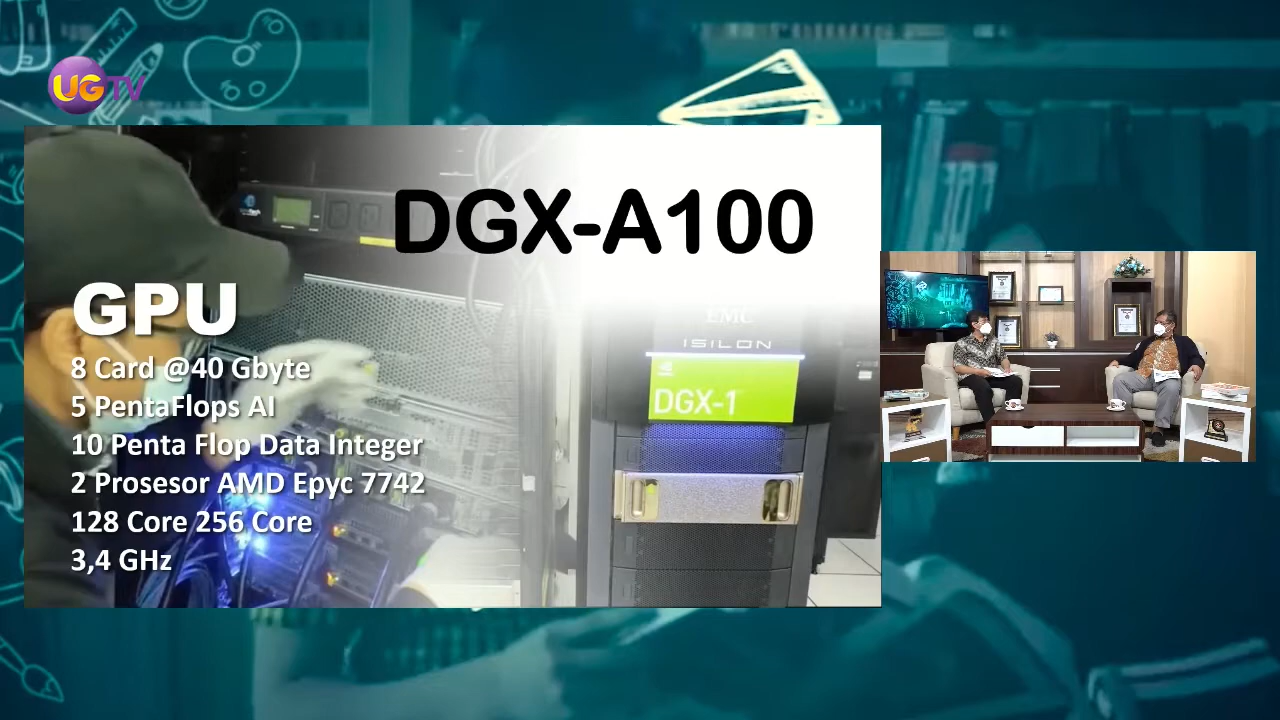 UGTV
DGX-A100
GPU
8 Card @40 Gbyte
5 PentaFlops AI
10 Penta Flop Data Integer
2 Prosesor AMD Epyc 7742
128 Core 256 Core
3,4 GHz
EMC
ISILON
DGX-1